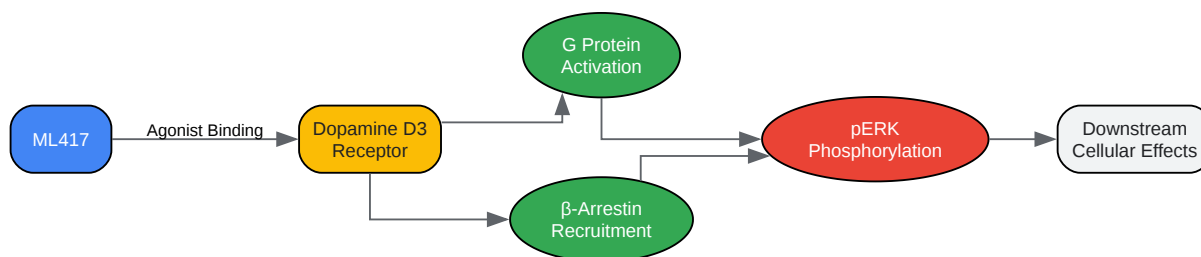 G Protein
Activation
ML417
Agonist Binding
Dopamine D3
Receptor
pERK
Phosphorylation
Downstream
Cellular Effects
β-Arrestin
Recruitment